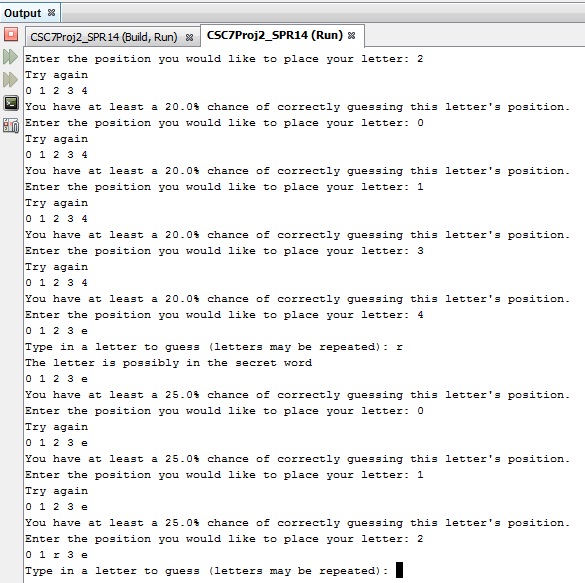 Output
CSC7Proj2_SPR14 (Build, Run)
CSC7Proj2_SPR14 (Run)
Enter the position you would like to place your letter: 2
Try again
0 1 2 3 4
You have at least a 20.0% chance of correctly guessing this letter's position.
Enter the position you would like to place your letter: 0
Try again
0 1 2 3 4
You have at least a 20.0% chance of correctly guessing this letter's position.
Enter the position you would like to place your letter: 1
Try again
0 1 2 3 4
You have at least a 20.0% chance of correctly guessing this letter's position.
Enter the position you would like to place your letter: 3
Try again
0 1 2 3 4
You have at least a 20.0% chance of correctly guessing this letter's position.
Enter the position you would like to place your letter: 4
0 1 2 3 e
Type in a letter to guess (letters may be repeated): r
The letter is possibly in the secret word
0 1 2 3 e
You have at least a 25.0% chance of correctly guessing this letter's position.
Enter the position you would like to place your letter: 0
Try again
0 1 2 3 e
You have at least a 25.0% chance of correctly guessing this letter's position.
Enter the position you would like to place your letter: 1
Try again
0 1 2 3 e
You have at least a 25.0% chance of correctly guessing this letter's position.
Enter the position you would like to place your letter: 2
0 1 r 3 e
Type in a letter to guess (letters may be repeated):